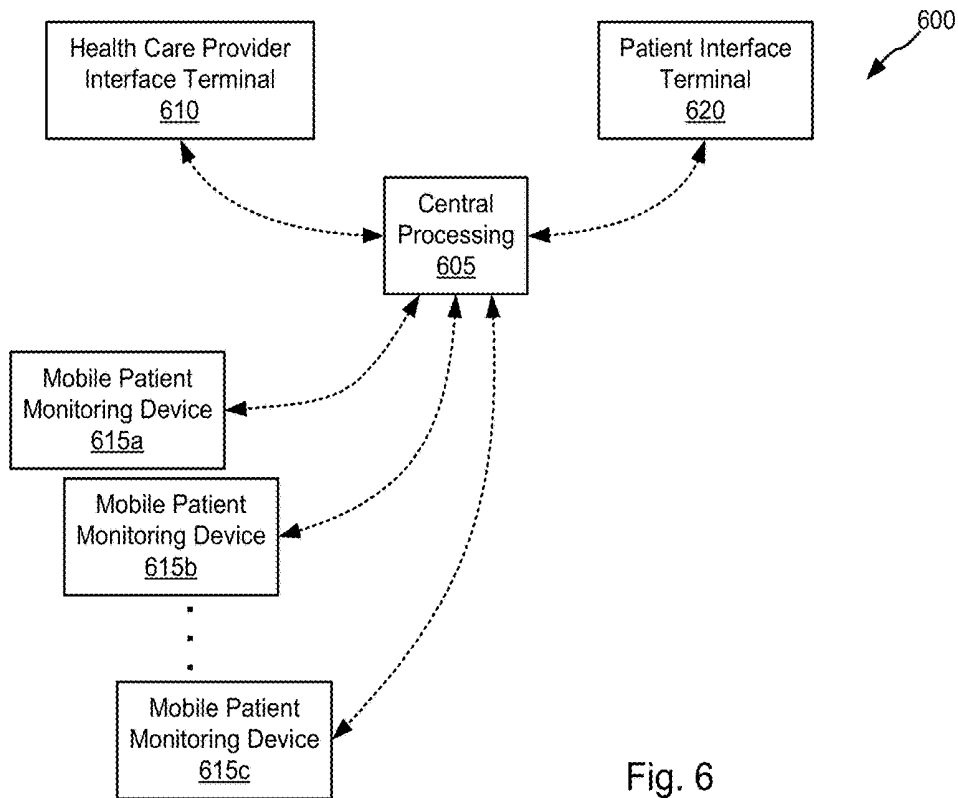 600
Health Care Provider
Interface Terminal
610
Patient Interface
Terminal
620
Central
Processing
605
Mobile Patient
Monitoring Device
615a
Mobile Patient
Monitoring Device
615b
Mobile Patient
Monitoring Device
615c
Fig. 6